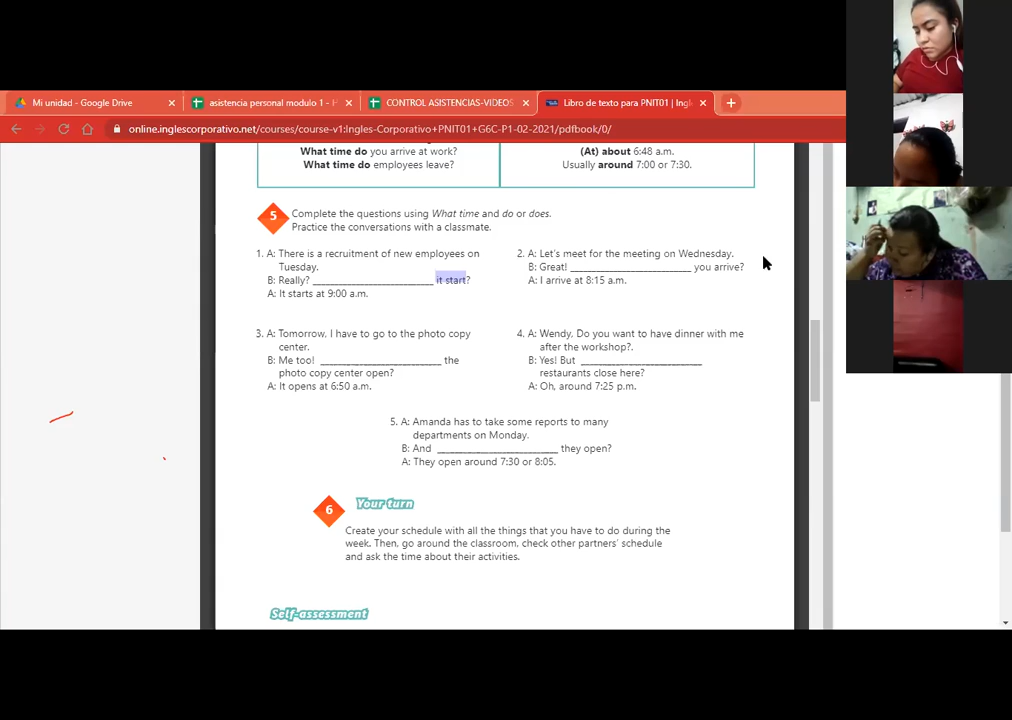 Mi unidad - Google Drive
asistencia personal modulo 1 - H
CONTROL ASISTENCIAS-VIDEOS
Libro de texto para PNIT01 | Ingl
online.inglescorporativo.net/courses/course-v1:Ingles-Corporativo+PNIT01+G6C-P1-02-2021/pdfbook/0/
What time do you arrive at work?
What time do employees leave?
(At) about 6:48 a.m.
Usually around 7:00 or 7:30.
5
Complete the questions using What time and do or does.
Practice the conversations with a classmate.
1. A: There is a recruitment of new employees on
Tuesday.
B: Really? ________________________ it start?
A: It starts at 9:00 a.m.
2. A: Let's meet for the meeting on Wednesday.
B: Great! ________________________ you arrive?
A: I arrive at 8:15 a.m.
3. A: Tomorrow, I have to go to the photo copy
center.
B: Me too! ________________________ the
photo copy center open?
A: It opens at 6:50 a.m.
4. A: Wendy, Do you want to have dinner with me
after the workshop?.
B: Yes! But ________________________
restaurants close here?
A: Oh, around 7:25 p.m.
5. A: Amanda has to take some reports to many
departments on Monday.
B: And ________________________ they open?
A: They open around 7:30 or 8:05.
6
Your turn
Create your schedule with all the things that you have to do during the
week. Then, go around the classroom, check other partners' schedule
and ask the time about their activities.
Self-assessment